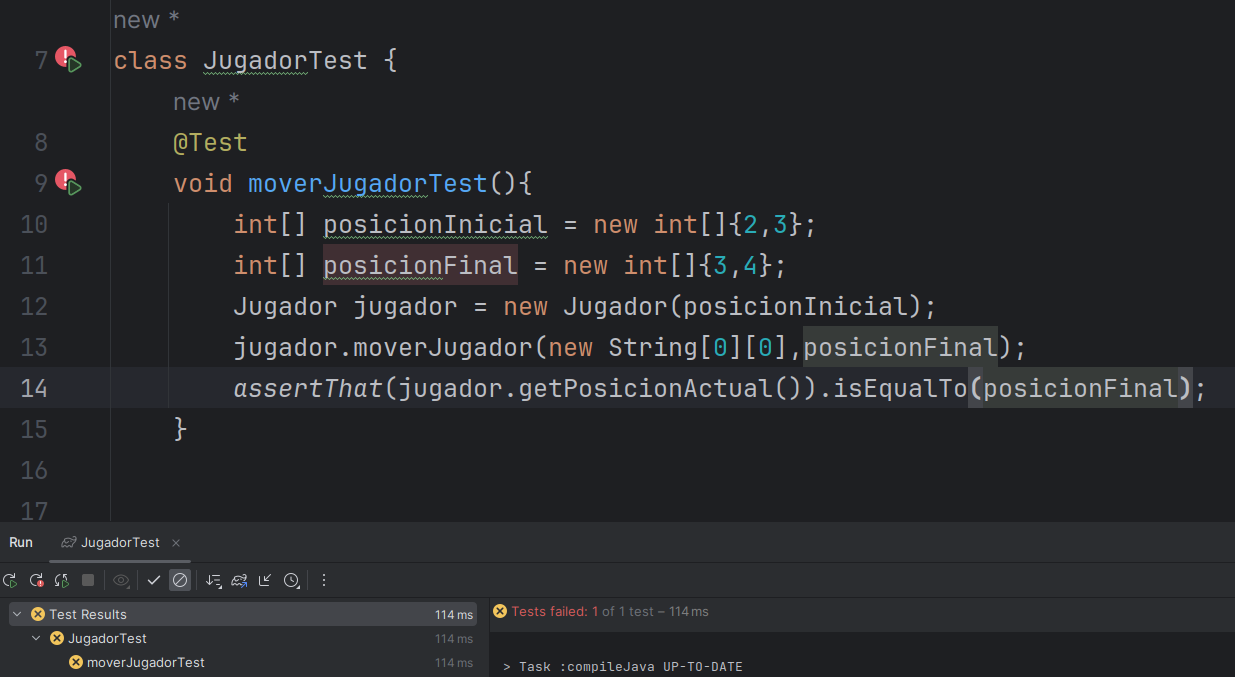 new *
7 class JugadorTest {
new *
8 @Test
9 void moverJugadorTest(){
10 int[] posicionInicial = new int[]{2,3};
11 int[] posicionFinal = new int[]{3,4};
12 Jugador jugador = new Jugador(posicionInicial);
13 jugador.moverJugador(new String[0][0],posicionFinal);
14 assertThat(jugador.getPosicionActual()).isEqualTo(posicionFinal);
15 }
16
17
Run JugadorTest ×
Test Results 114 ms
Tests failed: 1 of 1 test – 114 ms
JugadorTest 114 ms
moverJugadorTest 114 ms
> Task :compileJava UP-TO-DATE